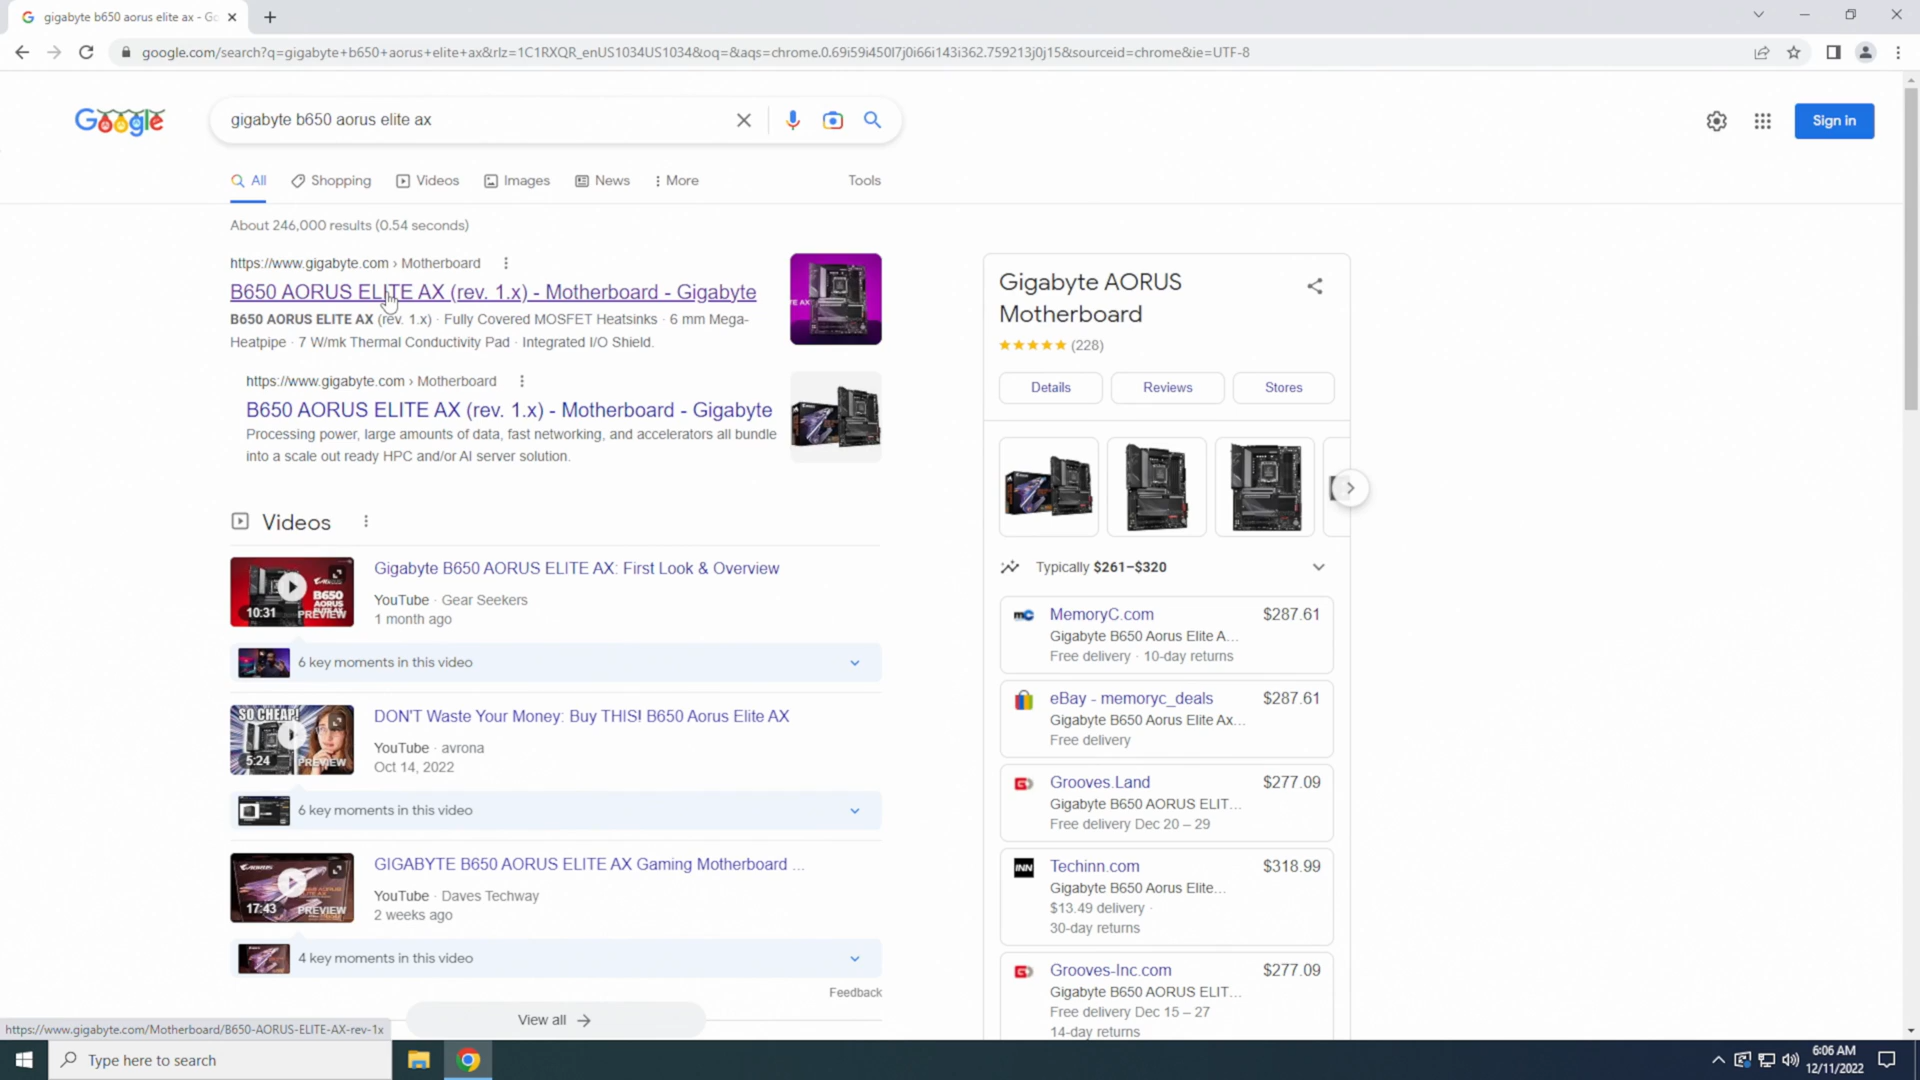 gigabyte b650 aorus elite ax - Go
google.com/search?q=gigabyte+b650+aorus+elite+ax&rlz=1C1RXQR_enUS1034US1034&oq=&aqs=chrome.0.69i59i450l7j0i66i143i362.759213j0j15&sourceid=chrome&ie=UTF-8
Google
gigabyte b650 aorus elite ax
Sign in
All
Shopping
Videos
Images
News
More
Tools
About 246,000 results (0.54 seconds)
https://www.gigabyte.com › Motherboard
B650 AORUS ELITE AX (rev. 1.x) - Motherboard - Gigabyte
B650 AORUS ELITE AX (rev. 1.x) · Fully Covered MOSFET Heatsinks · 6 mm Mega-
Heatpipe · 7 W/mk Thermal Conductivity Pad · Integrated I/O Shield.
https://www.gigabyte.com › Motherboard
B650 AORUS ELITE AX (rev. 1.x) - Motherboard - Gigabyte
Processing power, large amounts of data, fast networking, and accelerators all bundle
into a scale out ready HPC and/or AI server solution.
Videos
Gigabyte B650 AORUS ELITE AX: First Look & Overview
YouTube · Gear Seekers
1 month ago
B650
AORUS
10:31
PREVIEW
6 key moments in this video
DON'T Waste Your Money: Buy THIS! B650 Aorus Elite AX
YouTube · avrona
Oct 14, 2022
SO CHEAP!
5:24
PREVIEW
6 key moments in this video
GIGABYTE B650 AORUS ELITE AX Gaming Motherboard ...
YouTube · Daves Techway
2 weeks ago
17:43
PREVIEW
4 key moments in this video
Feedback
View all
Gigabyte AORUS
Motherboard
(228)
Details
Reviews
Stores
Typically $261–$320
MemoryC.com
$287.61
Gigabyte B650 Aorus Elite A...
Free delivery · 10-day returns
eBay - memoryc_deals
$287.61
Gigabyte B650 Aorus Elite Ax...
Free delivery
Grooves.Land
$277.09
Gigabyte B650 AORUS ELIT...
Free delivery Dec 20 – 29
INN
Techinn.com
$318.99
Gigabyte B650 Aorus Elite...
$13.49 delivery ·
30-day returns
Grooves-Inc.com
$277.09
Gigabyte B650 AORUS ELIT...
Free delivery Dec 15 – 27
14-day returns
https://www.gigabyte.com/Motherboard/B650-AORUS-ELITE-AX-rev-1x
Type here to search
6:06 AM
12/11/2022